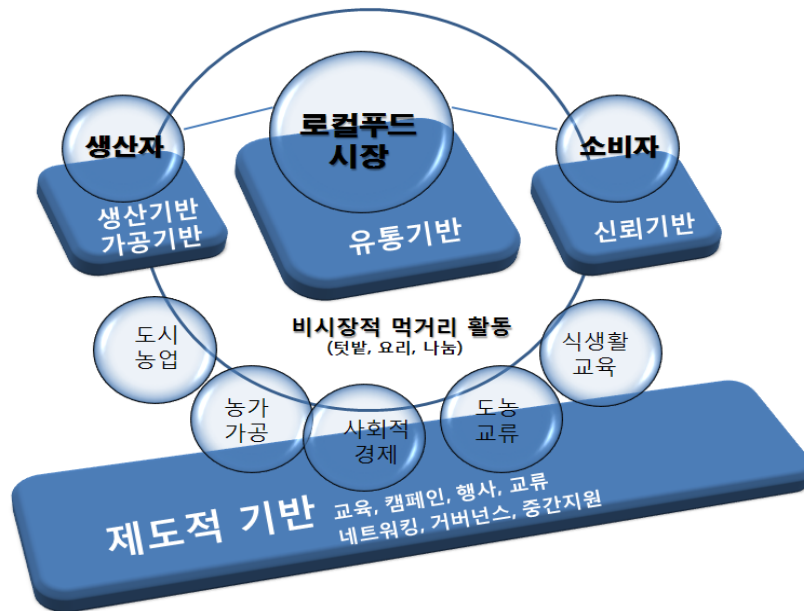 로컬푸드
시장
생산자
소비자
생산기반
가공기반
유통기반
신뢰기반
비시장적 먹거리 활동
(텃밭, 요리, 나눔)
도시
농업
식생활
교육
농가
가공
사회적
경제
도농
교류
제도적 기반
교육, 캠페인, 행사, 교류
네트워킹, 거버넌스, 중간지원